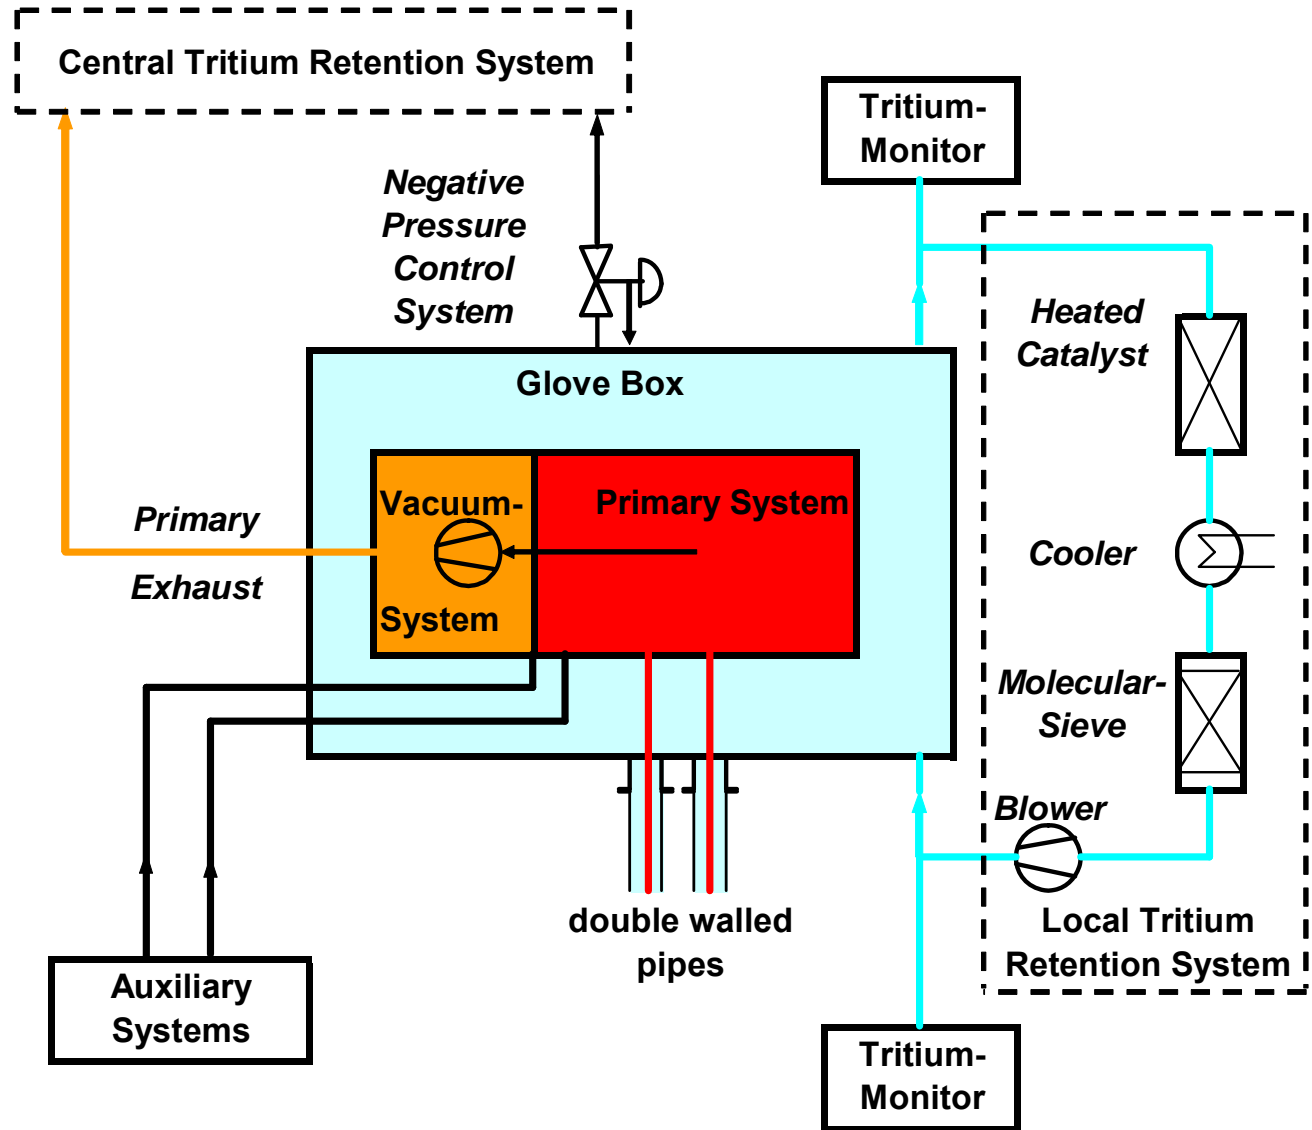 Central Tritium Retention System
Tritium-
Monitor
Negative
Pressure
Control
System
Heated
Catalyst
Glove Box
Vacuum-
System
Primary System
Primary
Exhaust
Cooler
Molecular-
Sieve
Blower
double walled
pipes
Local Tritium
Retention System
Auxiliary
Systems
Tritium-
Monitor